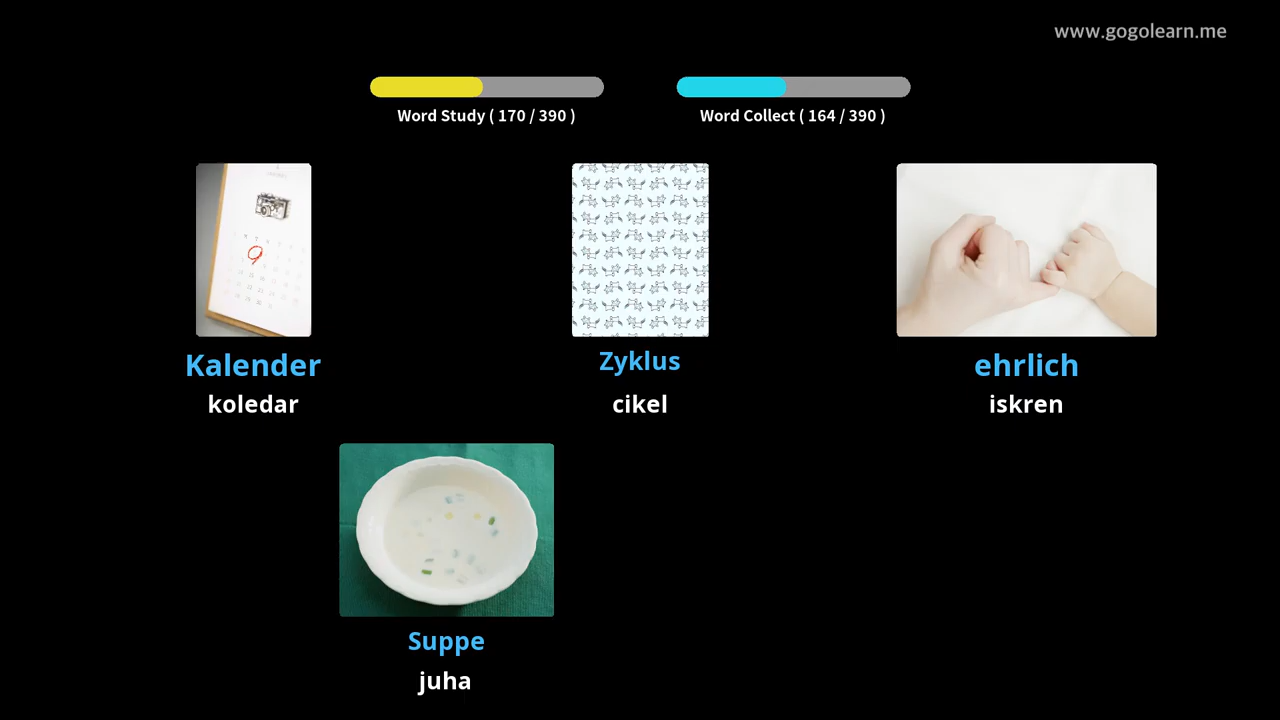 www.gogolearn.me
Word Study ( 170 / 390 )
Word Collect ( 164 / 390 )
Kalender
koledar
Zyklus
cikel
ehrlich
iskren
Suppe
juha